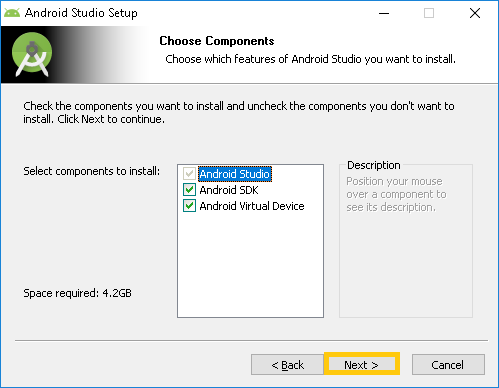 Android Studio Setup
Choose Components
Choose which features of Android Studio you want to install.
Check the components you want to install and uncheck the components you don't want to
install. Click Next to continue.
Select components to install:
Android Studio
Android SDK
Android Virtual Device
Description
Position your mouse
over a component to
see its description.
Space required: 4.2GB
< Back
Next >
Cancel